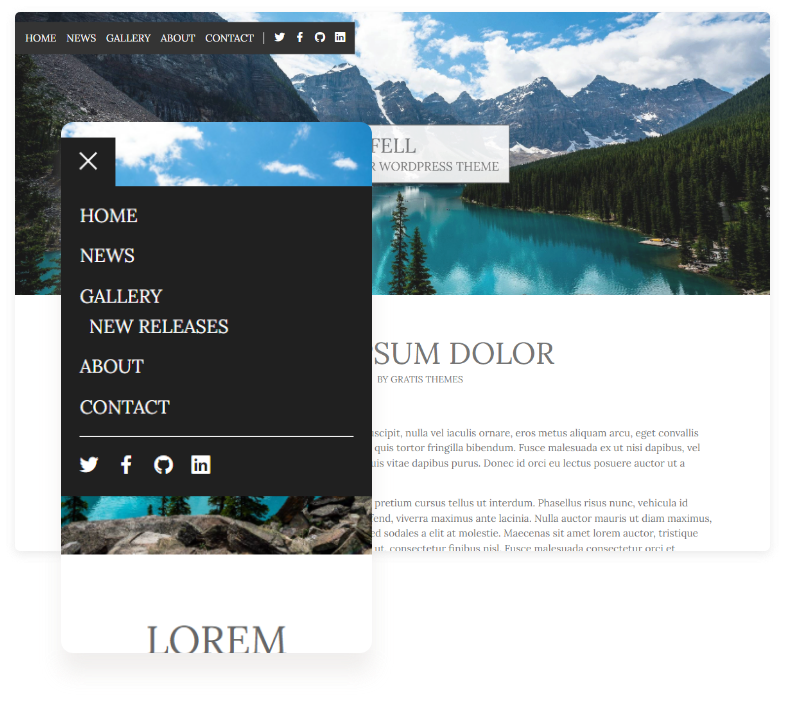 HOME NEWS GALLERY ABOUT CONTACT |
FELL
WORDPRESS THEME
HOME
NEWS
GALLERY
NEW RELEASES
ABOUT
CONTACT
SUM DOLOR
BY GRATIS THEMES
uscipit, nulla vel iaculis ornare, eros metus aliquam arcu, eget convallis
quis tortor fringilla bibendum. Fusce malesuada ex ut nisi dapibus, vel
uis vitae dapibus purus. Donec id orci eu lectus posuere auctor ut a
pretium cursus tellus ut interdum. Phasellus risus nunc, vehicula id
fend, viverra maximus ante lacinia. Nulla auctor mauris ut diam maximus,
ed sodales a elit at molestie. Maecenas sit amet lorem auctor, tristique
ut, consectetur finibus nisl. Fusce malesuada consectetur orci et
LOREM